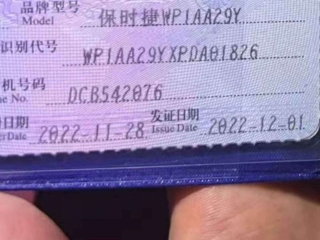 品牌型号 保时捷WP1AA29Y
Model
识别代号 WP1AA29YXPDA01826
机号码 DCB542076
ne No.
日期 2022-11-28 发证日期 2022-12-01
er Date Issue Date